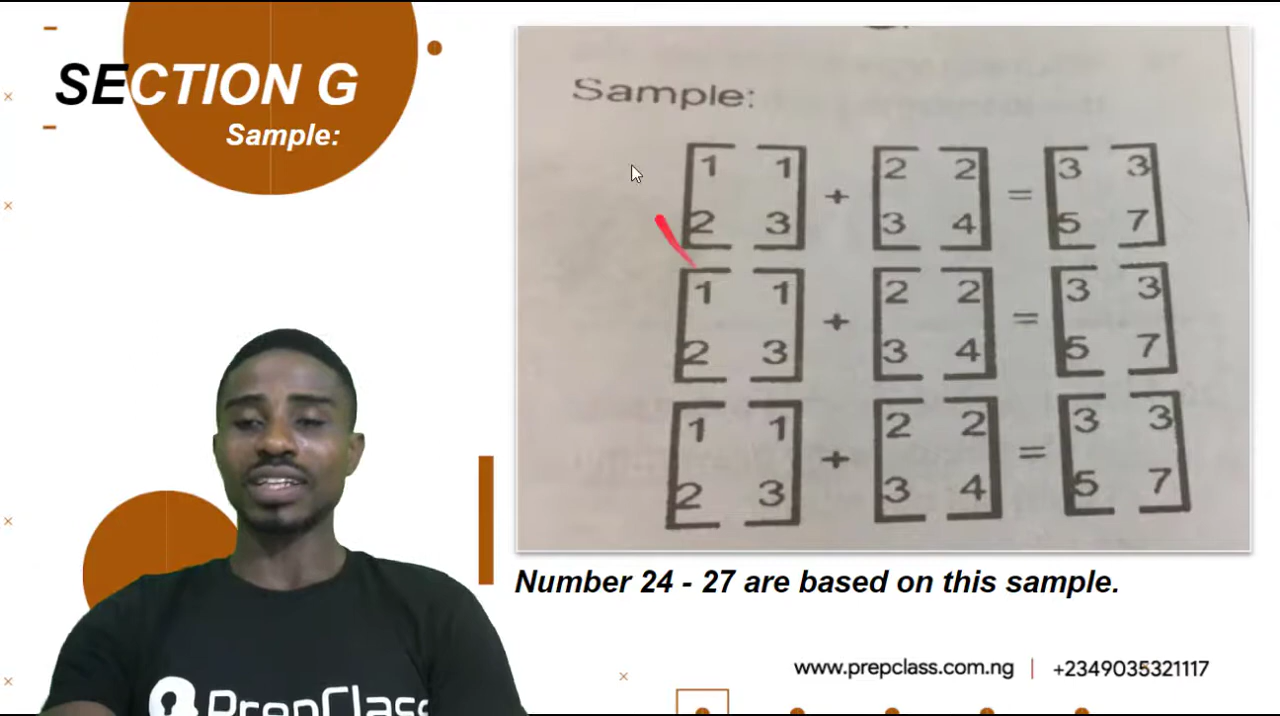 SECTION G
Sample:
Sample:
1 1 2 2 3 3
2 3 + 3 4 = 5 7
1 1 2 2 3 3
2 3 + 3 4 = 5 7
1 1 2 2 3 3
2 3 + 3 4 = 5 7
Number 24 - 27 are based on this sample.
www.prepclass.com.ng | +2349035321117
PrepClass